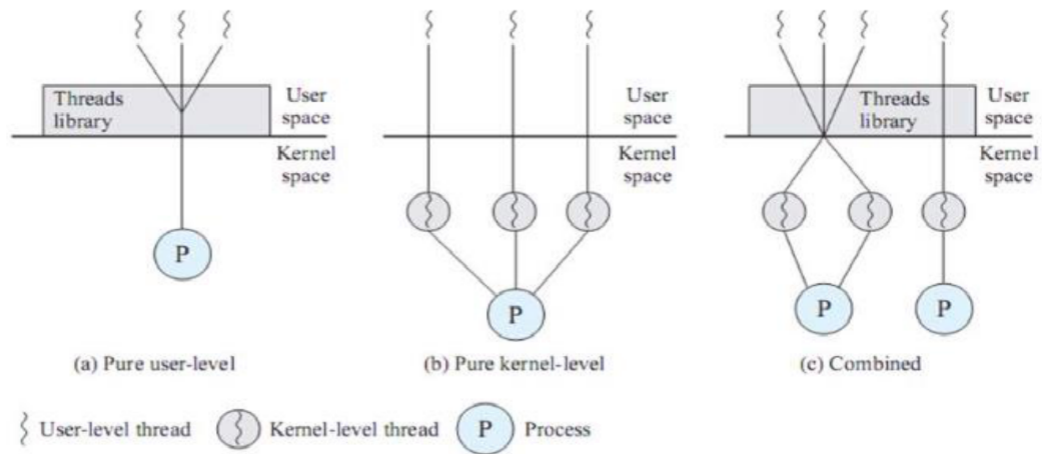 Threads
library
User
space
Kernel
space
P
(a) Pure user-level
User
space
Kernel
space
P
(b) Pure kernel-level
Threads
library
User
space
Kernel
space
P
P
(c) Combined
User-level thread
Kernel-level thread
P
Process